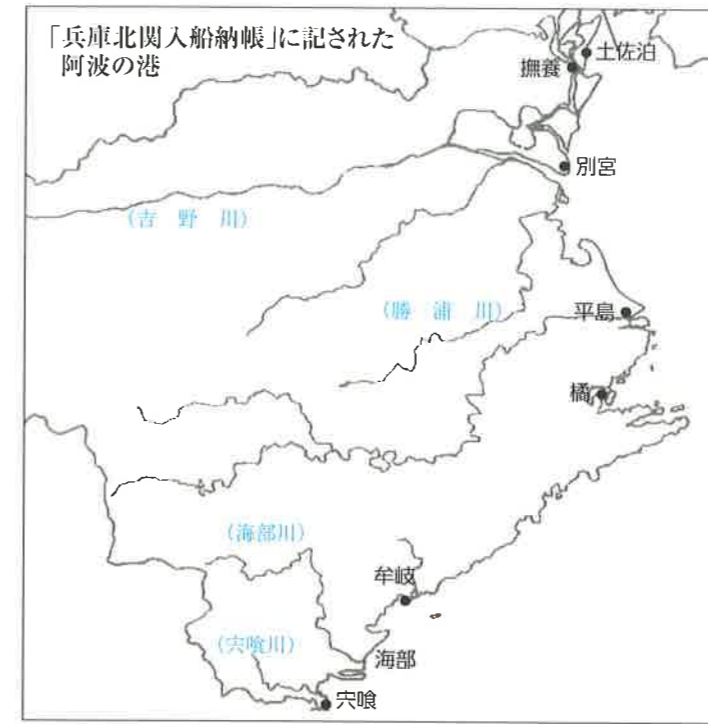 「兵庫北関入船納帳」に記された
阿波の港
土佐泊
撫養
別宮
(吉野川)
(勝浦川)
平島
橘
(海部川)
牟岐
(宍喰川)
海部
宍喰